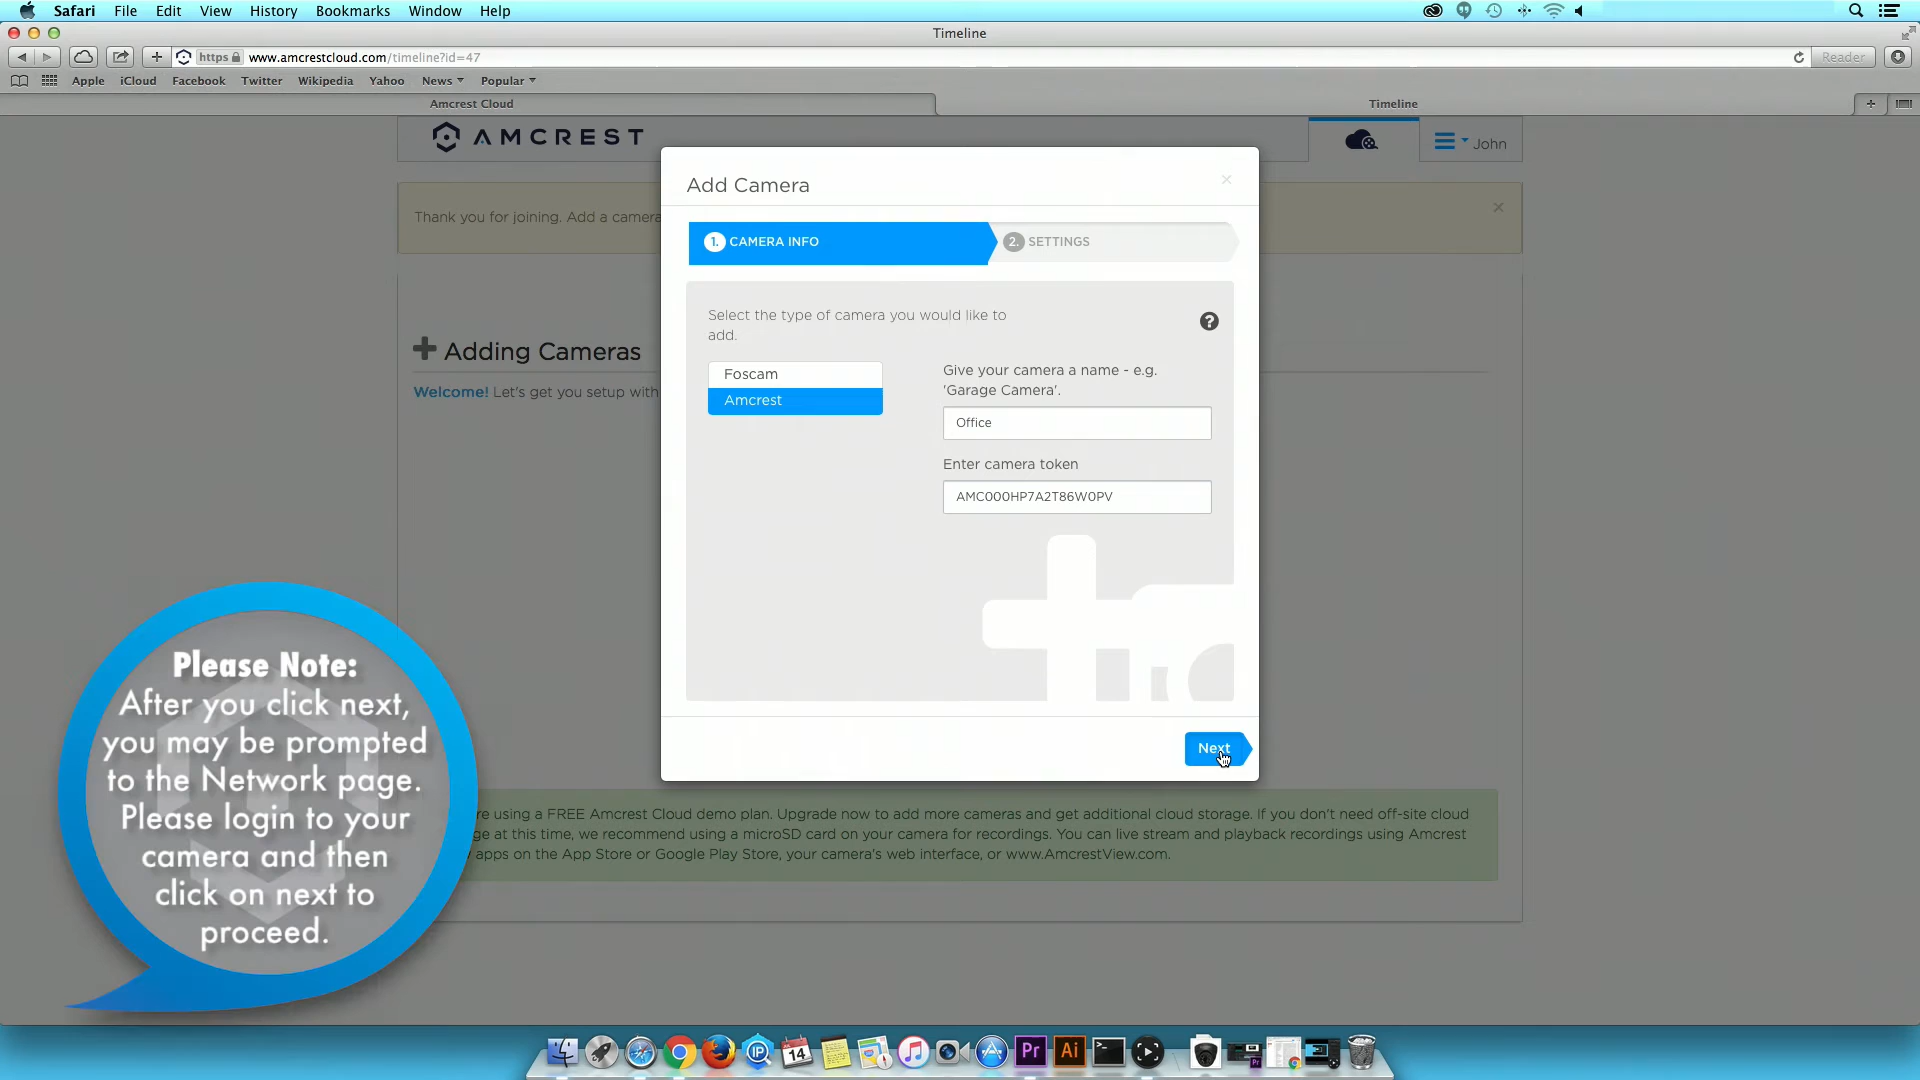 Safari File Edit View History Bookmarks Window Help
Timeline
https www.amcrestcloud.com/timeline?id=47
Reader
Apple iCloud Facebook Twitter Wikipedia Yahoo News Popular
Amcrest Cloud
Timeline
AMCREST
John
Thank you for joining. Add a camera
Adding Cameras
Welcome! Let's get you setup with
Add Camera
×
1. CAMERA INFO
2. SETTINGS
Select the type of camera you would like to
add.
?
Foscam
Amcrest
Give your camera a name - e.g.
'Garage Camera'.
Office
Enter camera token
AMC000HP7A2T86W0PV
Next
Please Note:
After you click next,
you may be prompted
to the Network page.
Please login to your
camera and then
click on next to
proceed.
re using a FREE Amcrest Cloud demo plan. Upgrade now to add more cameras and get additional cloud storage. If you don't need off-site cloud
ge at this time, we recommend using a microSD card on your camera for recordings. You can live stream and playback recordings using Amcrest
apps on the App Store or Google Play Store, your camera's web interface, or www.AmcrestView.com.
IP
14
Pr
Ai